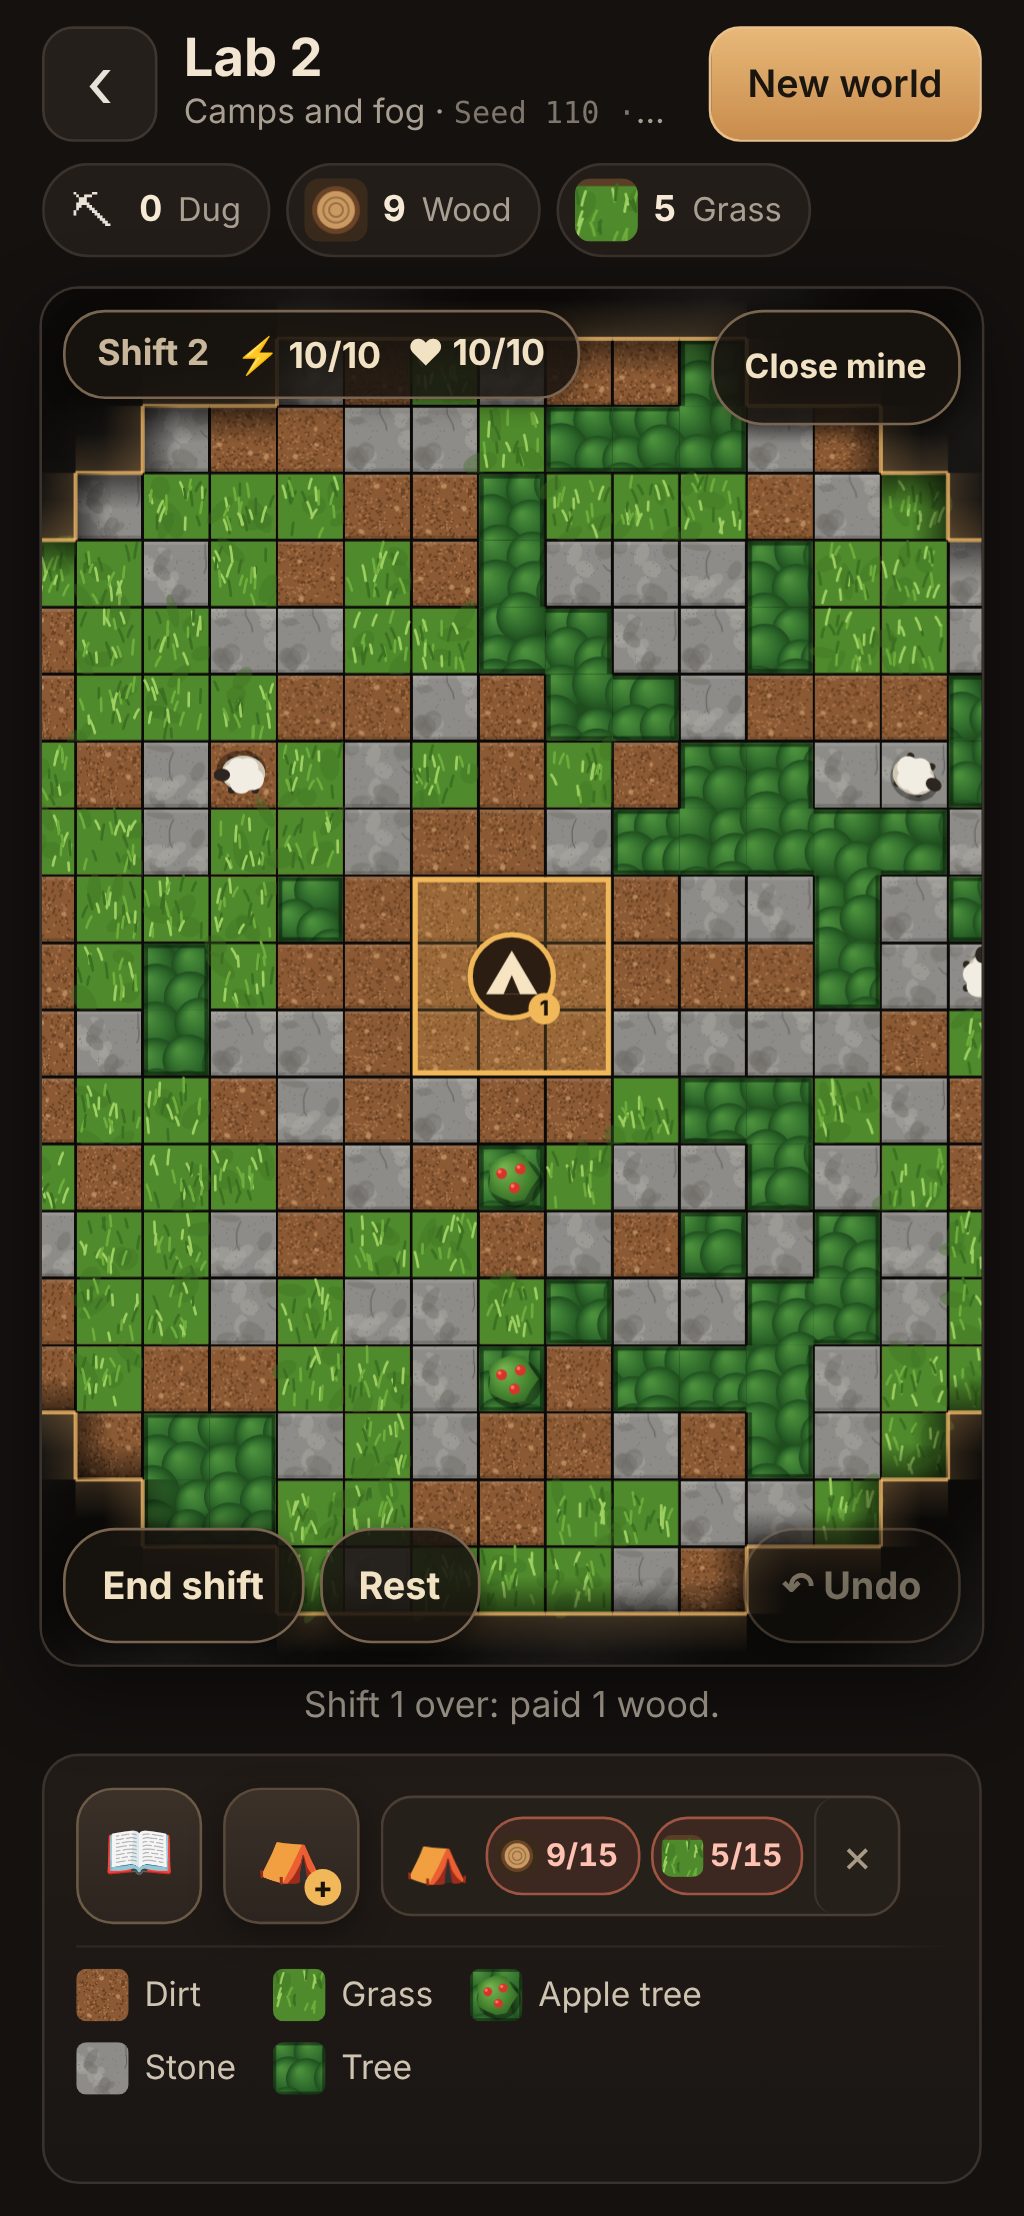 Lab 2
Camps and fog · Seed 110 ·…
New world
0 Dug
9 Wood
5 Grass
Shift 2 ⚡ 10/10 ♥ 10/10
Close mine
1
End shift
Rest
↶ Undo
Shift 1 over: paid 1 wood.
9/15
5/15
×
Dirt
Grass
Apple tree
Stone
Tree